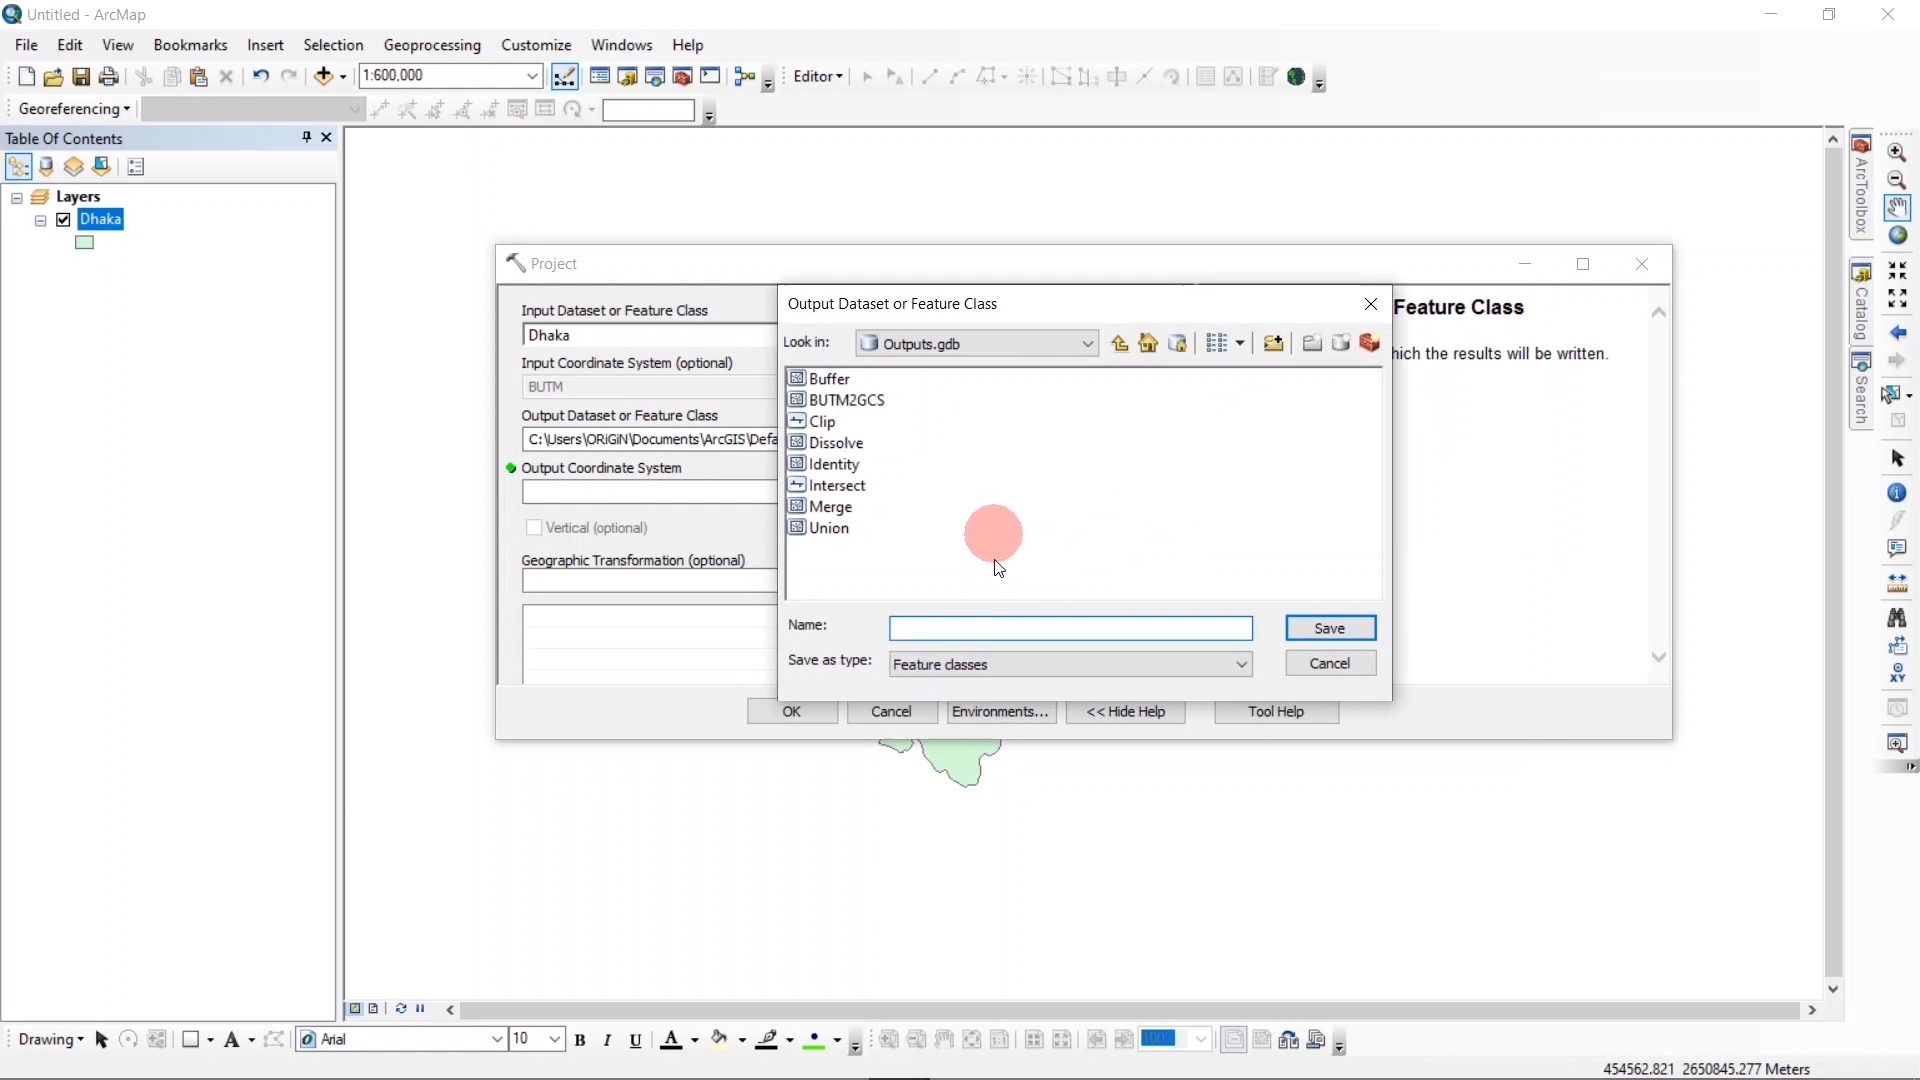 Untitled - ArcMap
File Edit View Bookmarks Insert Selection Geoprocessing Customize Windows Help
1:600,000 Editor
Georeferencing
Table Of Contents
Layers
Dhaka
Project
Input Dataset or Feature Class
Dhaka
Input Coordinate System (optional)
BUTM
Output Dataset or Feature Class
C:\Users\ORiGiN\Documents\ArcGIS\Defa
Output Coordinate System
Vertical (optional)
Geographic Transformation (optional)
OK Cancel Environments... << Hide Help Tool Help
Feature Class
hich the results will be written.
Output Dataset or Feature Class
Look in: Outputs.gdb
Buffer
BUTM2GCS
Clip
Dissolve
Identity
Intersect
Merge
Union
Name: Save
Save as type: Feature classes Cancel
ArcToolbox
Catalog
Search
XY
Drawing A Arial 10 B I U A 100%
1:1
454562.821 2650845.277 Meters